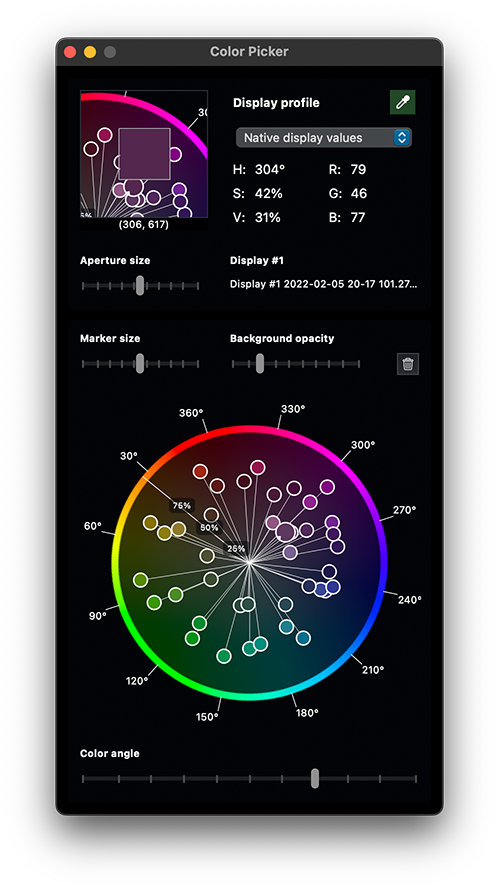 Color Picker
30
5%
(306, 617)
Display profile
Native display values
H: 304° R: 79
S: 42% G: 46
V: 31% B: 77
Aperture size
Display #1
Display #1 2022-02-05 20-17 101.27...
Marker size
Background opacity
360°
330°
30°
300°
75%
50%
25%
60°
270°
90°
240°
120°
210°
150°
180°
Color angle